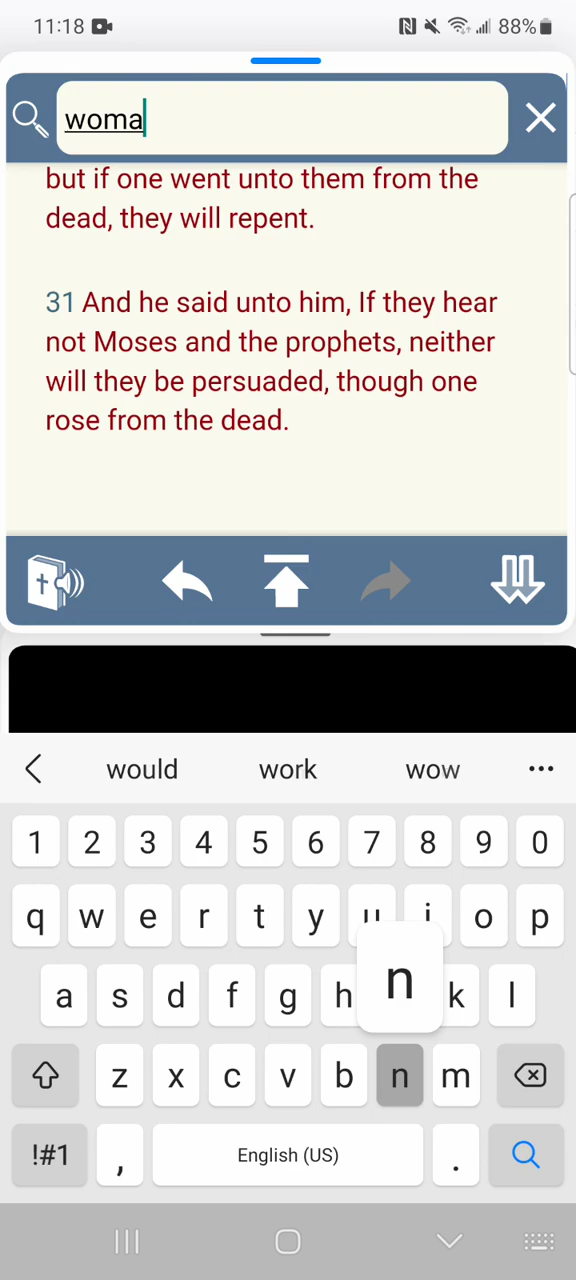 11:18 88%
woma
but if one went unto them from the
dead, they will repent.
31 And he said unto him, If they hear
not Moses and the prophets, neither
will they be persuaded, though one
rose from the dead.
would work wow
1 2 3 4 5 6 7 8 9 0
q w e r t y u i o p
a s d f g h n k l
z x c v b n m
!#1 , English (US) .